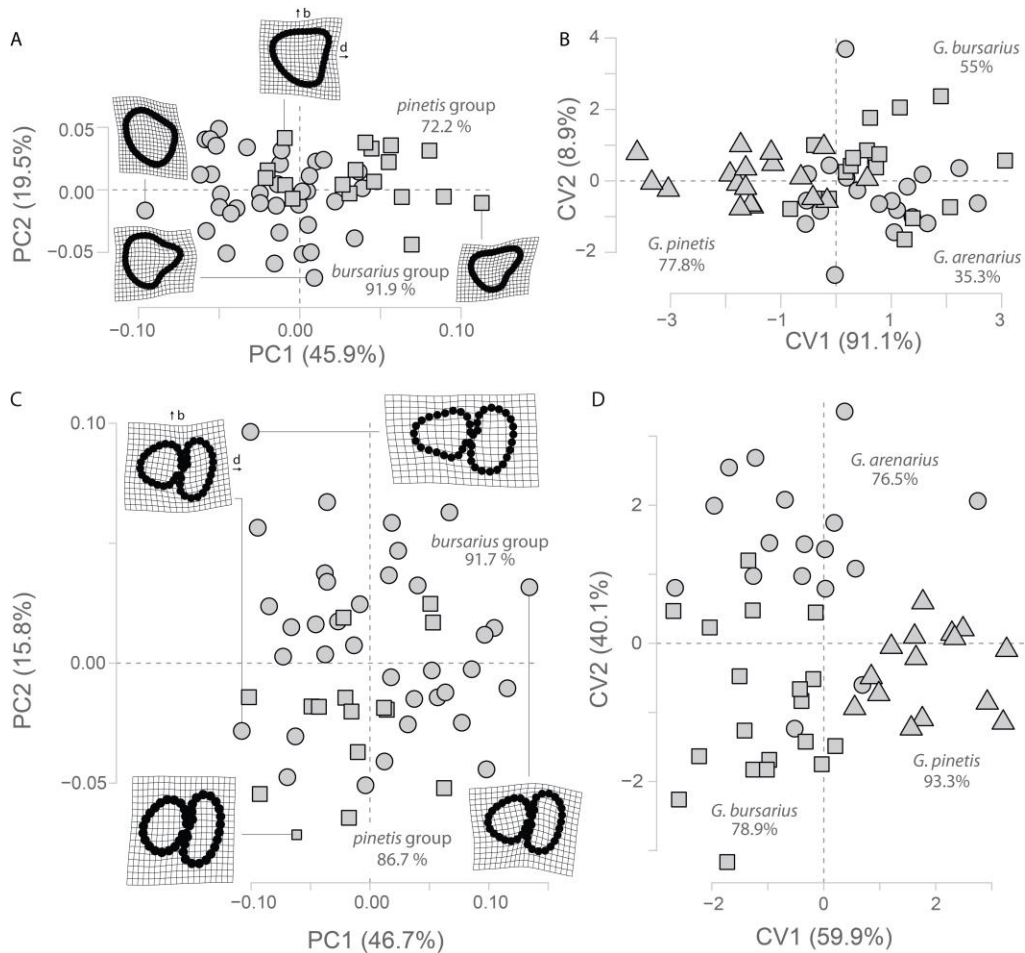 A
b
d
PC2 (19.5%)
0.05
0.00
−0.05
pinetis group
72.2 %
bursarius group
91.9 %
−0.10
0.00
0.10
PC1 (45.9%)
B
G. bursarius
55%
CV2 (8.9%)
4
2
0
−2
G. pinetis
77.8%
G. arenarius
35.3%
−3
−1
1
3
CV1 (91.1%)
C
b
d
PC2 (15.8%)
0.10
0.00
−0.05
bursarius group
91.7 %
pinetis group
86.7 %
−0.10
0.00
0.10
PC1 (46.7%)
D
G. arenarius
76.5%
CV2 (40.1%)
2
0
−2
G. pinetis
93.3%
G. bursarius
78.9%
−2
0
2
CV1 (59.9%)